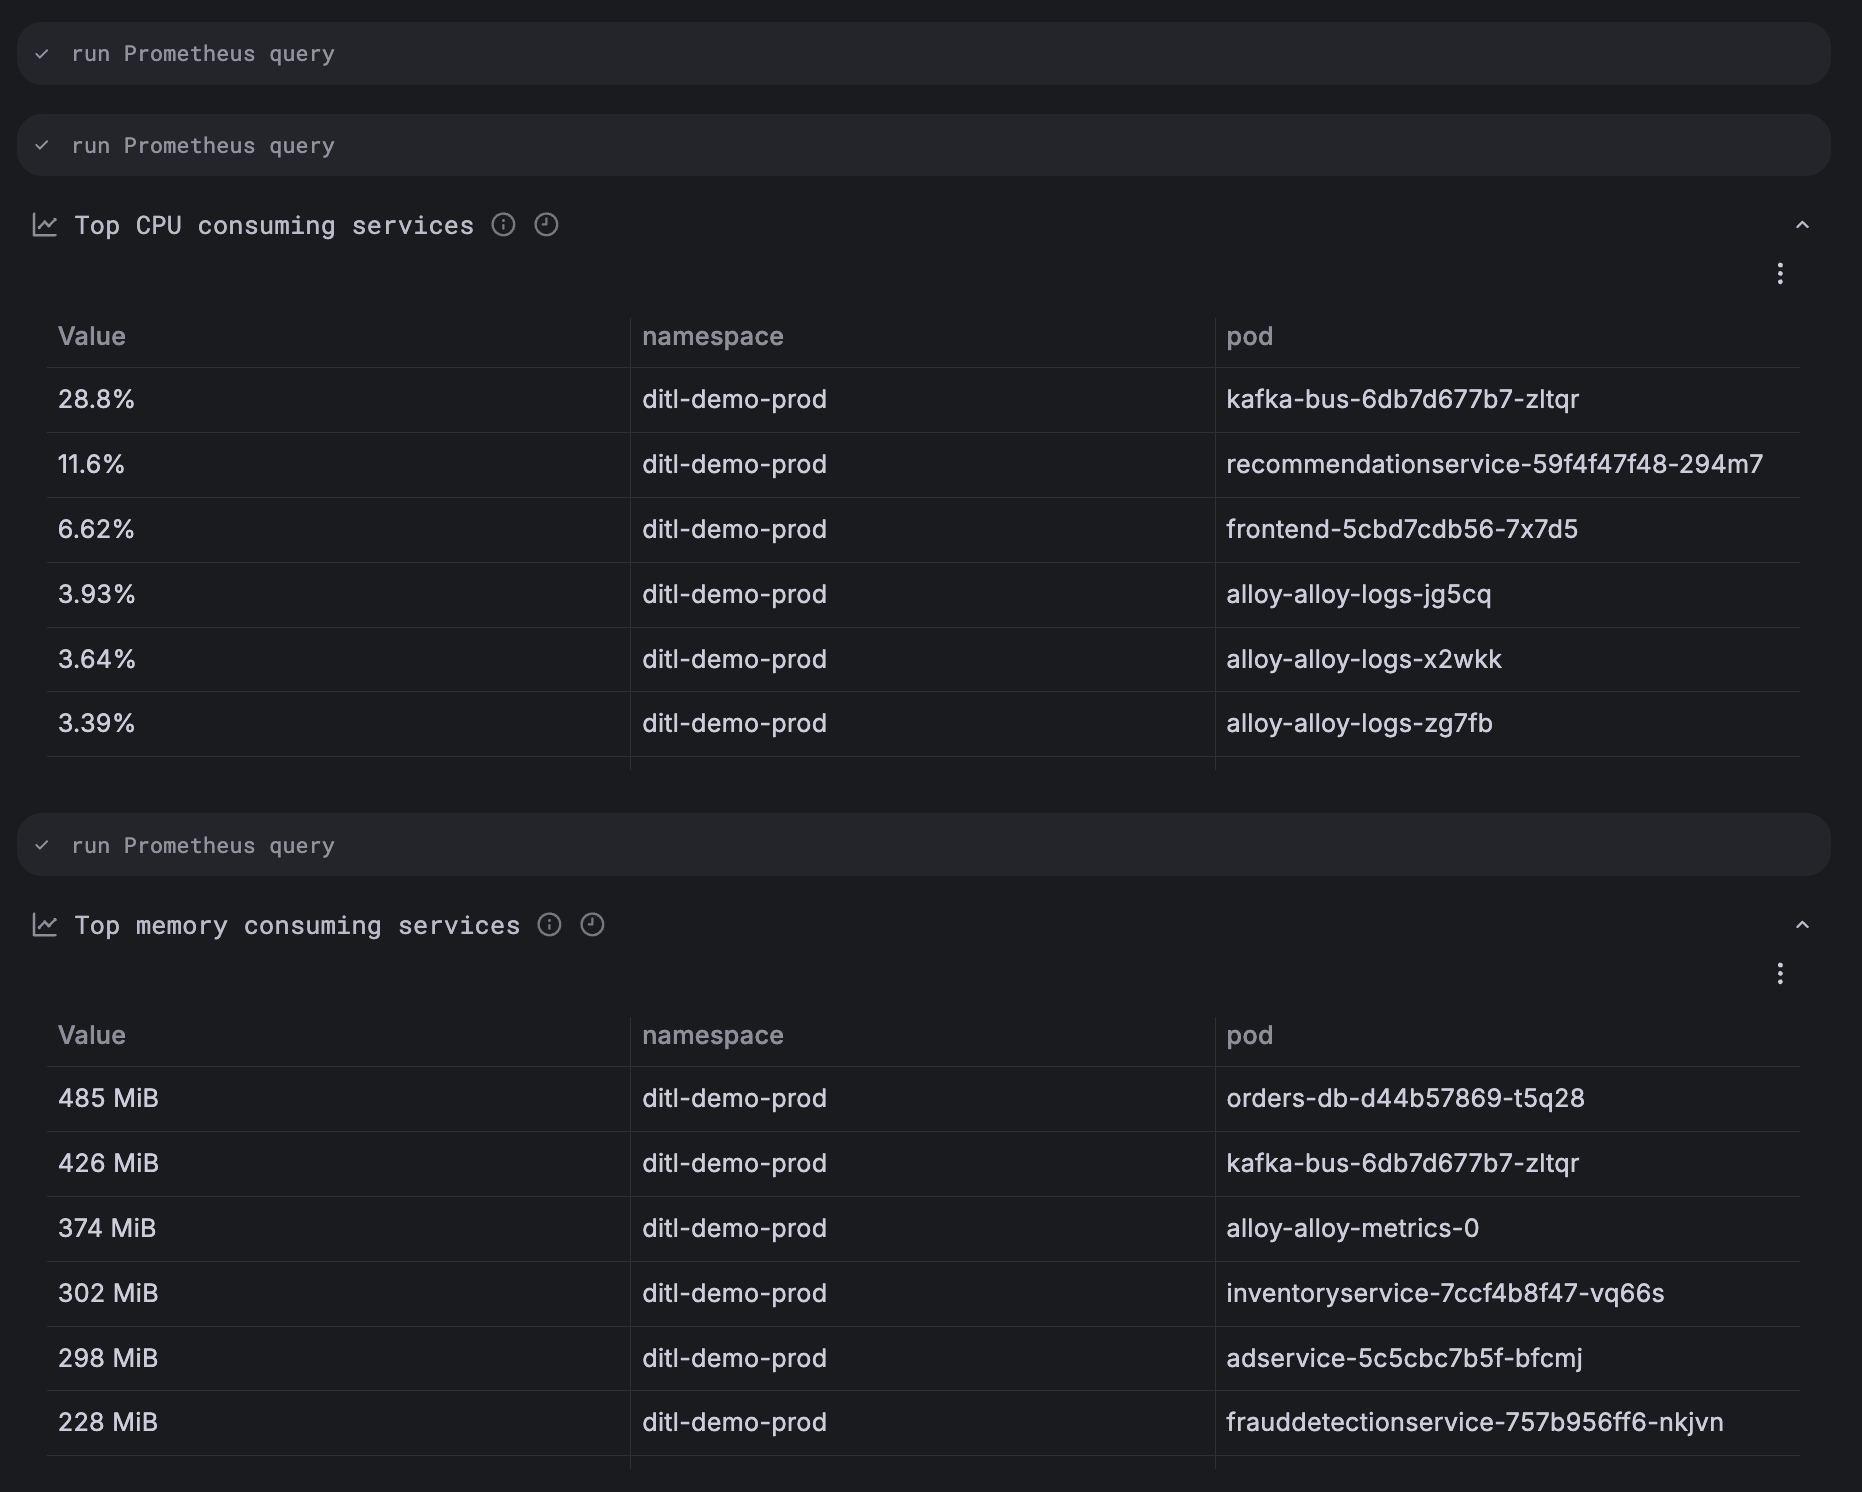 run Prometheus query
run Prometheus query
Top CPU consuming services
Value namespace pod
28.8% ditl-demo-prod kafka-bus-6db7d677b7-zltqr
11.6% ditl-demo-prod recommendationservice-59f4f47f48-294m7
6.62% ditl-demo-prod frontend-5cbd7cdb56-7x7d5
3.93% ditl-demo-prod alloy-alloy-logs-jg5cq
3.64% ditl-demo-prod alloy-alloy-logs-x2wkk
3.39% ditl-demo-prod alloy-alloy-logs-zg7fb
run Prometheus query
Top memory consuming services
Value namespace pod
485 MiB ditl-demo-prod orders-db-d44b57869-t5q28
426 MiB ditl-demo-prod kafka-bus-6db7d677b7-zltqr
374 MiB ditl-demo-prod alloy-alloy-metrics-0
302 MiB ditl-demo-prod inventoryservice-7ccf4b8f47-vq66s
298 MiB ditl-demo-prod adservice-5c5cbc7b5f-bfcmj
228 MiB ditl-demo-prod frauddetectionservice-757b956ff6-nkjvn